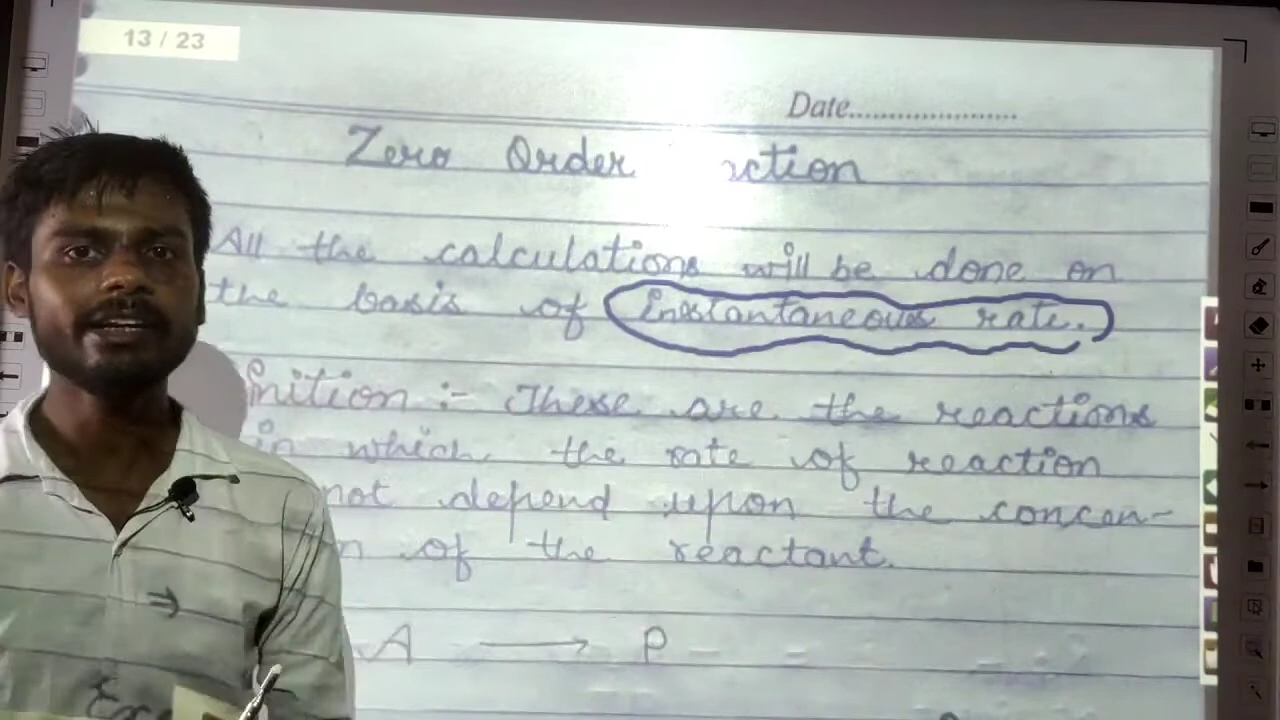 13 / 23
Date....................
Zero Order ction
All the calculations will be done on
the basis of instantaneous rate.
nition :- These are the reactions
in which the rate of reaction
not depend upon the concen-
n of the reactant.
⇒ A ⟶ P